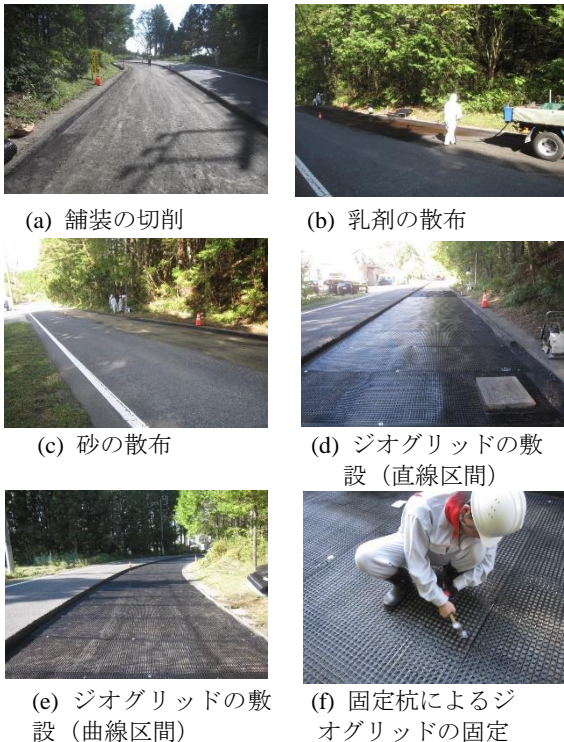 (a) 舗装の切削
(b) 乳剤の散布
(c) 砂の散布
(d) ジオグリッドの敷
設（直線区間）
(e) ジオグリッドの敷
設（曲線区間）
(f) 固定杭によるジ
オグリッドの固定